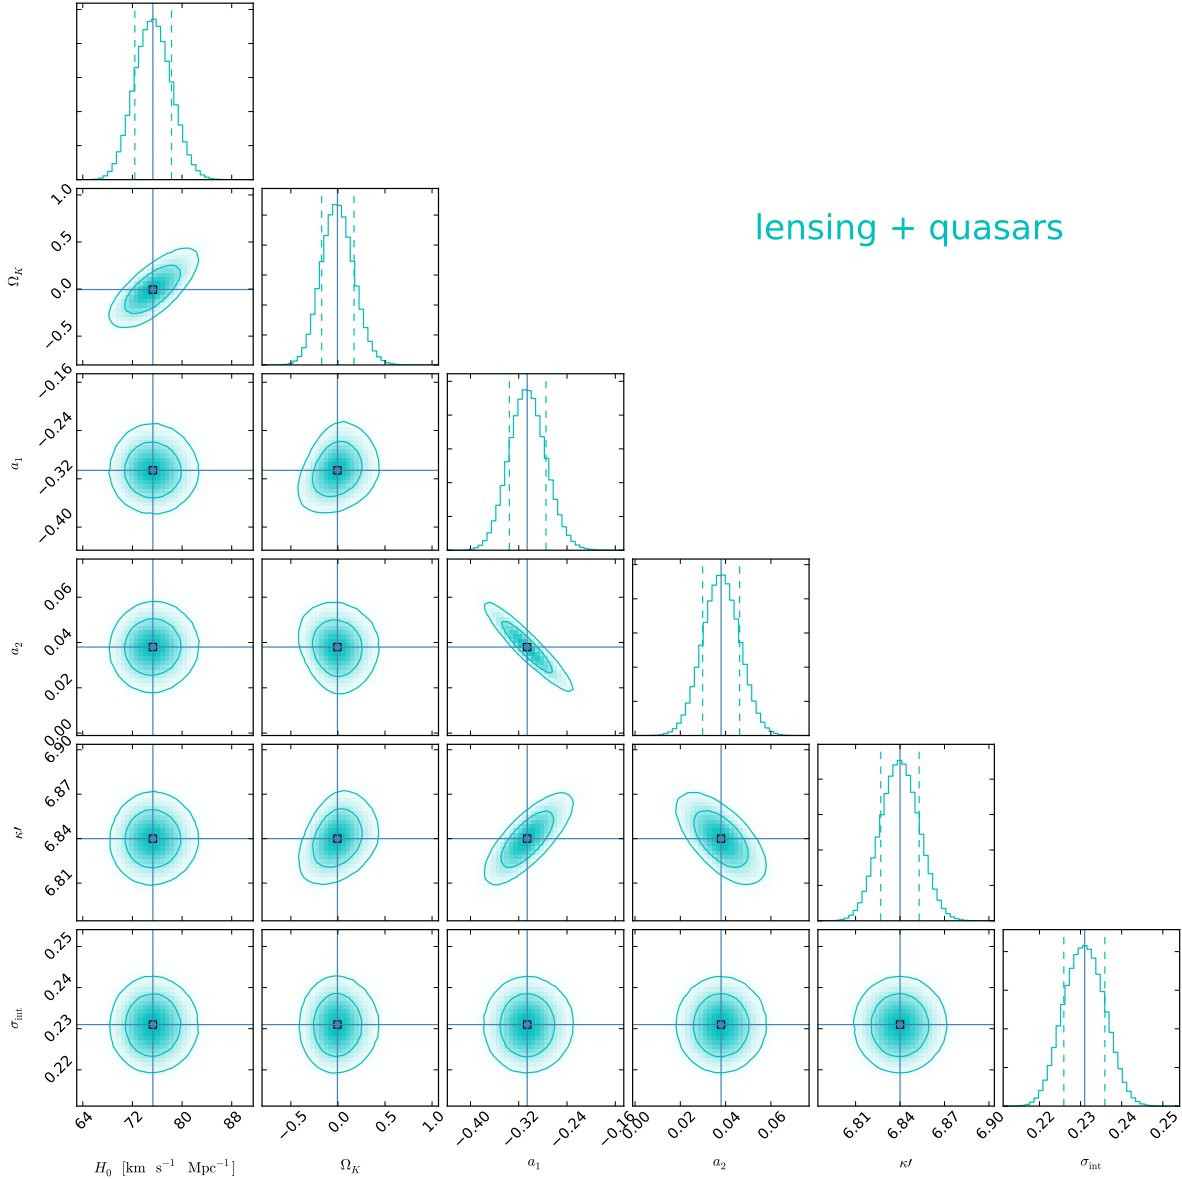 1.0
0.5
0.0
−0.5
Ω_K
lensing + quasars
−0.16
−0.24
−0.32
−0.40
a_1
0.06
0.04
0.02
0.00
a_2
6.90
6.87
6.84
6.81
κ′
0.25
0.24
0.23
0.22
σ_int
64 72 80 88
−0.5 0.0 0.5 1.0
−0.40 −0.32 −0.24 −0.16
0.00 0.02 0.04 0.06
6.81 6.84 6.87 6.90
0.22 0.23 0.24 0.25
H_0 [km s^−1 Mpc^−1]
Ω_K
a_1
a_2
κ′
σ_int